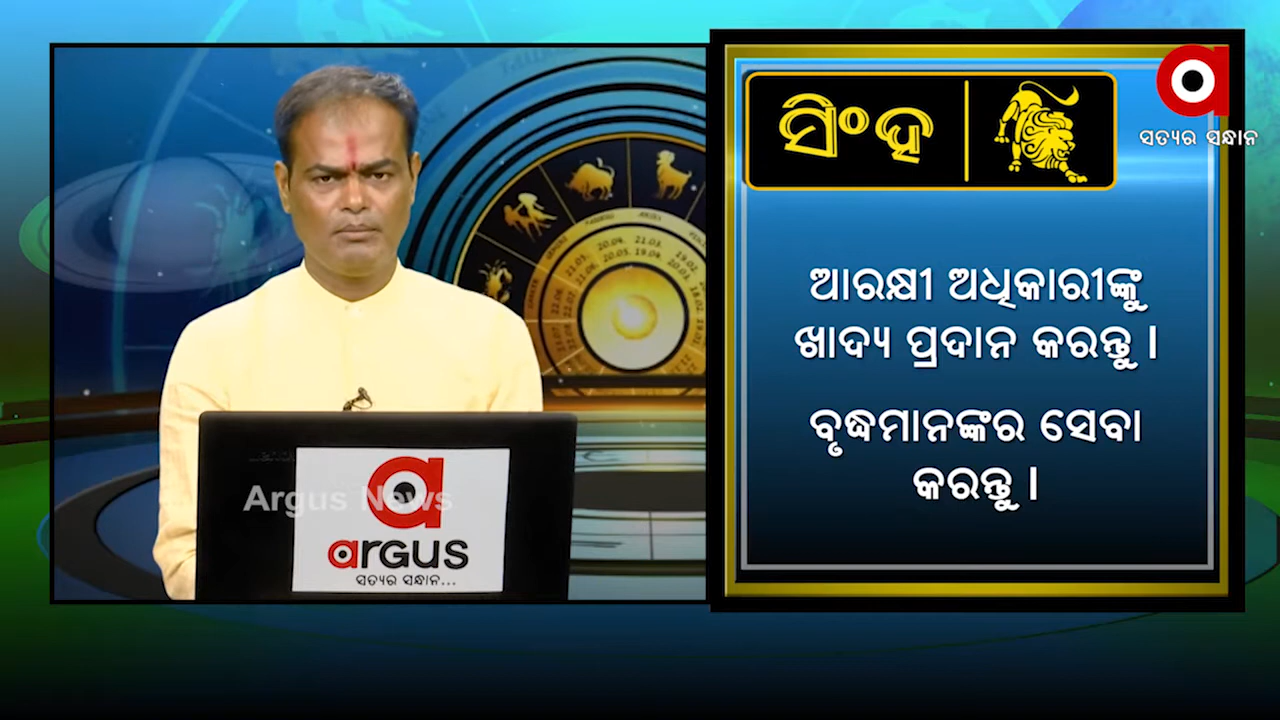 ସିଂହ
ସତ୍ୟର ସନ୍ଧାନ
ଆରକ୍ଷୀ ଅଧିକାରୀଙ୍କୁ
ଖାଦ୍ୟ ପ୍ରଦାନ କରନ୍ତୁ ।
ବୃଦ୍ଧମାନଙ୍କର ସେବା
କରନ୍ତୁ ।
Argus News
argus
ସତ୍ୟର ସନ୍ଧାନ...